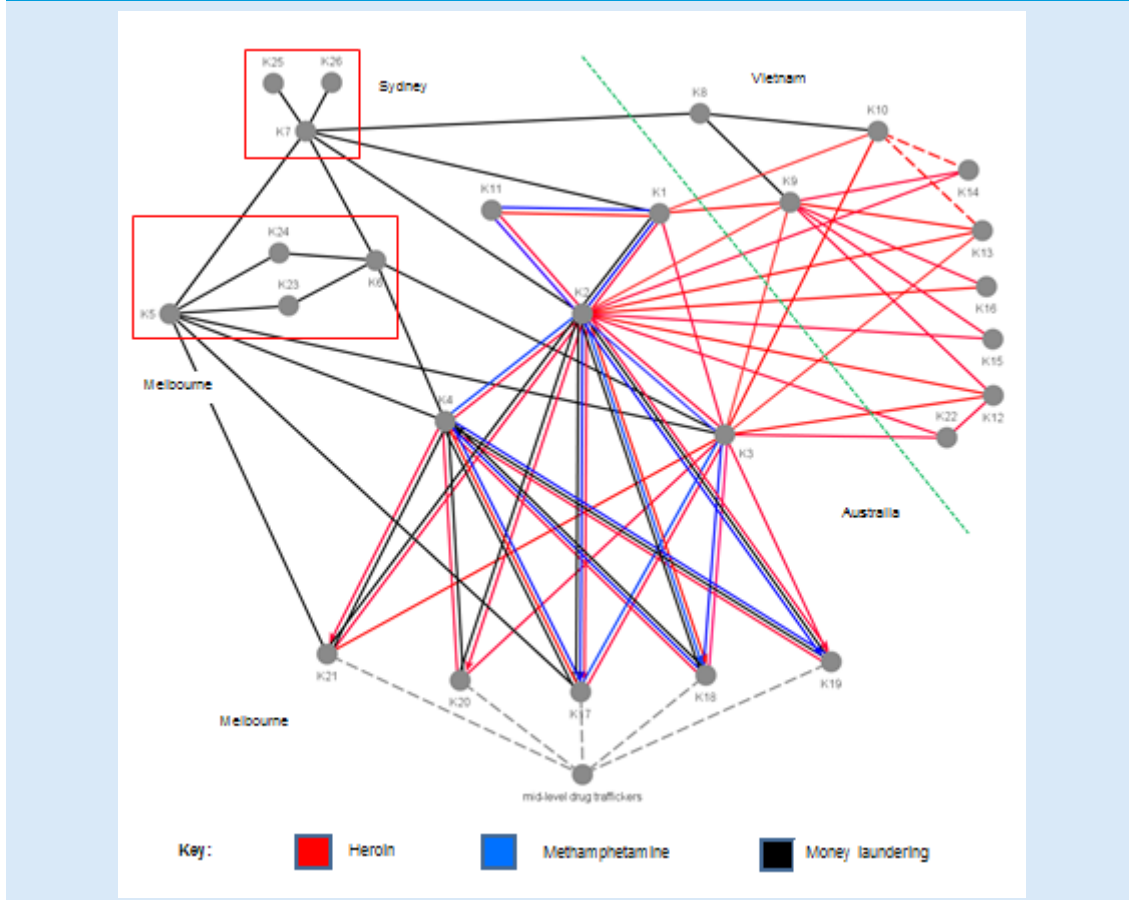 K25
K26
Sydney
Vietnam
K8
K7
K10
K14
K11
K1
K9
K13
K24
K6
K23
K2
K16
K5
K15
Melbourne
K4
K12
K22
K3
Australia
K21
K20
K17
K18
K19
Melbourne
mid-level drug traffickers
Key:
Heroin
Methamphetamine
Money laundering